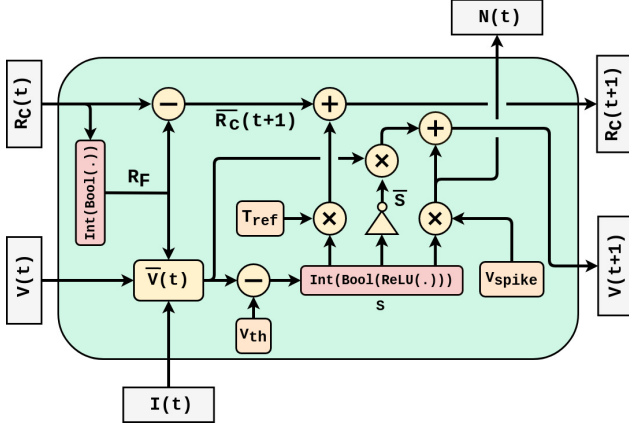 N(t)
R_C(t)
R_C(t+1)
−
+
R̅_C(t+1)
+
Int(Bool(.))
R_F
×
S̅
T_ref
×
×
V(t)
V̅(t)
−
Int(Bool(ReLU(.)))
V_spike
V(t+1)
S
V_th
I(t)